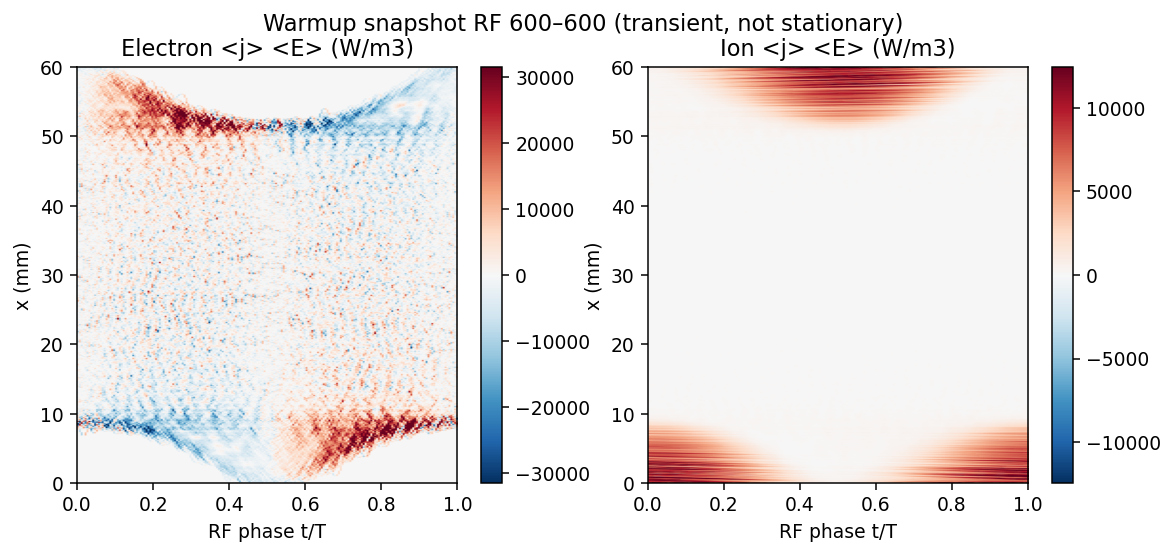 Warmup snapshot RF 600–600 (transient, not stationary)
Electron <j> <E> (W/m3)
Ion <j> <E> (W/m3)
x (mm)
60
50
40
30
20
10
0
0.0 0.2 0.4 0.6 0.8 1.0
RF phase t/T
30000
20000
10000
0
−10000
−20000
−30000
x (mm)
60
50
40
30
20
10
0
0.0 0.2 0.4 0.6 0.8 1.0
RF phase t/T
10000
5000
0
−5000
−10000